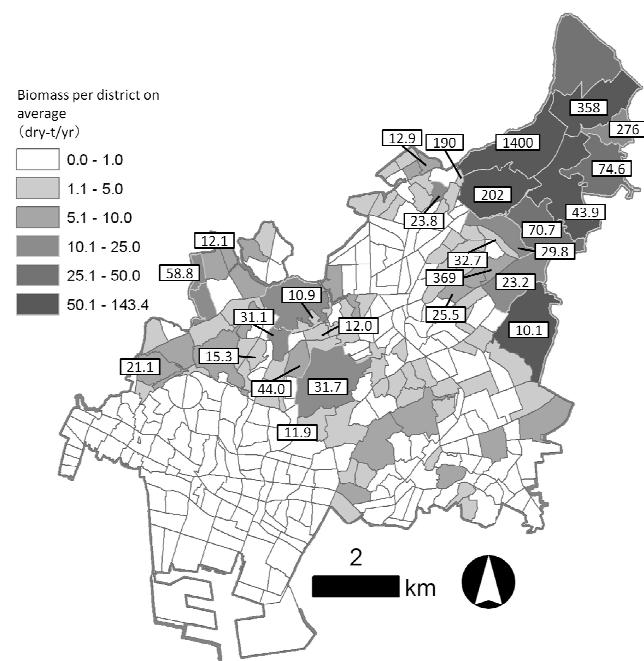 Biomass per district on
average
（dry-t/yr）
0.0 - 1.0
1.1 - 5.0
5.1 - 10.0
10.1 - 25.0
25.1 - 50.0
50.1 - 143.4
358
276
12.9
190
1400
74.6
202
43.9
23.8
70.7
12.1
32.7
29.8
58.8
369
23.2
10.9
31.1
25.5
12.0
10.1
15.3
21.1
44.0
31.7
11.9
2
km